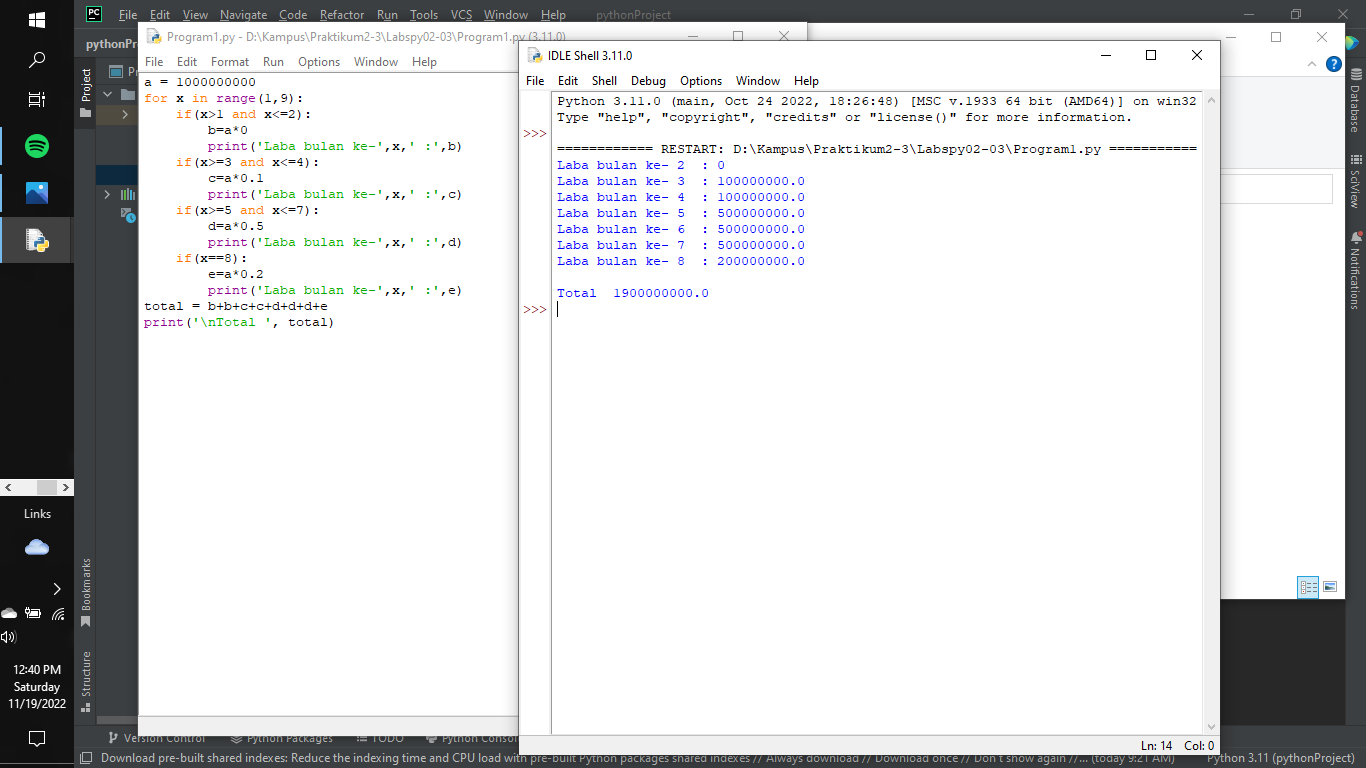 PC File Edit View Navigate Code Refactor Run Tools VCS Window Help pythonProject
Program1.py - D:\Kampus\Praktikum2-3\Labspy02-03\Program1.py (3.11.0)
File Edit Format Run Options Window Help
a = 1000000000
for x in range(1,9):
    if(x>1 and x<=2):
        b=a*0
        print('Laba bulan ke-',x,' :',b)
    if(x>=3 and x<=4):
        c=a*0.1
        print('Laba bulan ke-',x,' :',c)
    if(x>=5 and x<=7):
        d=a*0.5
        print('Laba bulan ke-',x,' :',d)
    if(x==8):
        e=a*0.2
        print('Laba bulan ke-',x,' :',e)
total = b+b+c+c+d+d+d+e
print('\nTotal ', total)
IDLE Shell 3.11.0
File Edit Shell Debug Options Window Help
Python 3.11.0 (main, Oct 24 2022, 18:26:48) [MSC v.1933 64 bit (AMD64)] on win32
Type "help", "copyright", "credits" or "license()" for more information.
>>>
============ RESTART: D:\Kampus\Praktikum2-3\Labspy02-03\Program1.py ===========
Laba bulan ke- 2  : 0
Laba bulan ke- 3  : 100000000.0
Laba bulan ke- 4  : 100000000.0
Laba bulan ke- 5  : 500000000.0
Laba bulan ke- 6  : 500000000.0
Laba bulan ke- 7  : 500000000.0
Laba bulan ke- 8  : 200000000.0
Total  1900000000.0
>>>
Ln: 14 Col: 0
pythonPr
Project
Bookmarks
Structure
Database
SciView
Notifications
Links
12:40 PM
Saturday
11/19/2022
Version Control Python Packages TODO Python Consol
Download pre-built shared indexes: Reduce the indexing time and CPU load with pre-built Python packages shared indexes // Always download // Download once // Don't show again //... (today 9:21 AM) Python 3.11 (pythonProject)